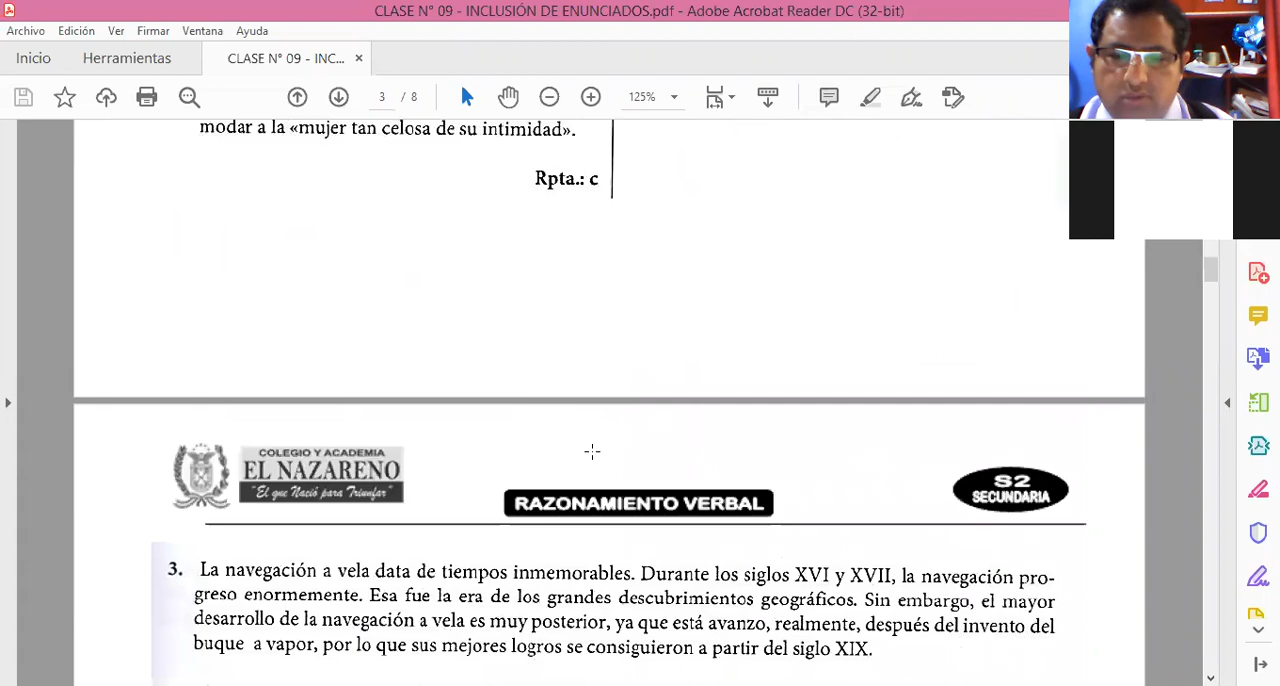 CLASE N° 09 - INCLUSIÓN DE ENUNCIADOS.pdf - Adobe Acrobat Reader DC (32-bit)
Archivo Edición Ver Firmar Ventana Ayuda
Inicio Herramientas CLASE N° 09 - INC... ×
3 / 8 125%
modar a la «mujer tan celosa de su intimidad».
Rpta.: c
COLEGIO Y ACADEMIA
EL NAZARENO
"El que Nació para Triunfar"
RAZONAMIENTO VERBAL
S2
SECUNDARIA
3. La navegación a vela data de tiempos inmemorables. Durante los siglos XVI y XVII, la navegación pro-
greso enormemente. Esa fue la era de los grandes descubrimientos geográficos. Sin embargo, el mayor
desarrollo de la navegación a vela es muy posterior, ya que está avanzo, realmente, después del invento del
buque a vapor, por lo que sus mejores logros se consiguieron a partir del siglo XIX.